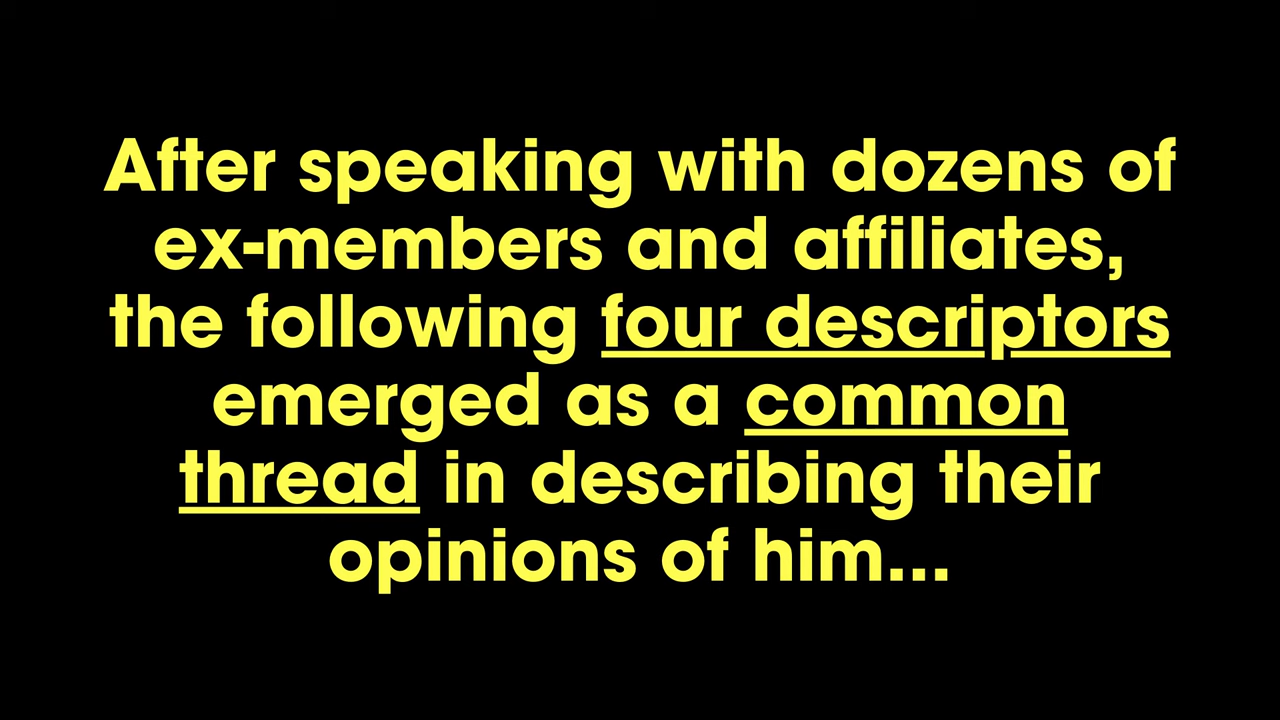 After speaking with dozens of
ex-members and affiliates,
the following four descriptors
emerged as a common
thread in describing their
opinions of him...